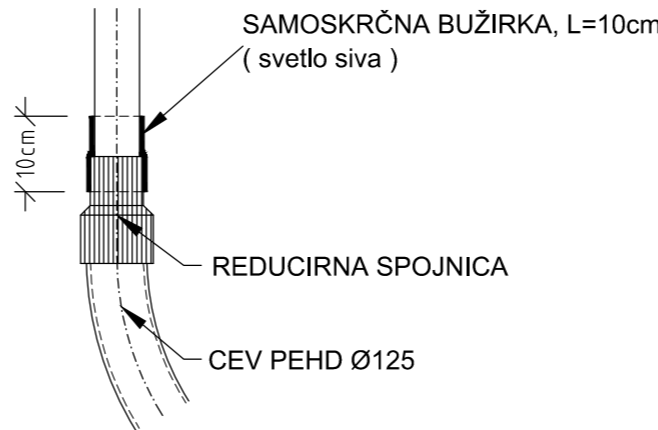 SAMOSKRČNA BUŽIRKA, L=10cm
( svetlo siva )
10cm
REDUCIRNA SPOJNICA
CEV PEHD Ø125